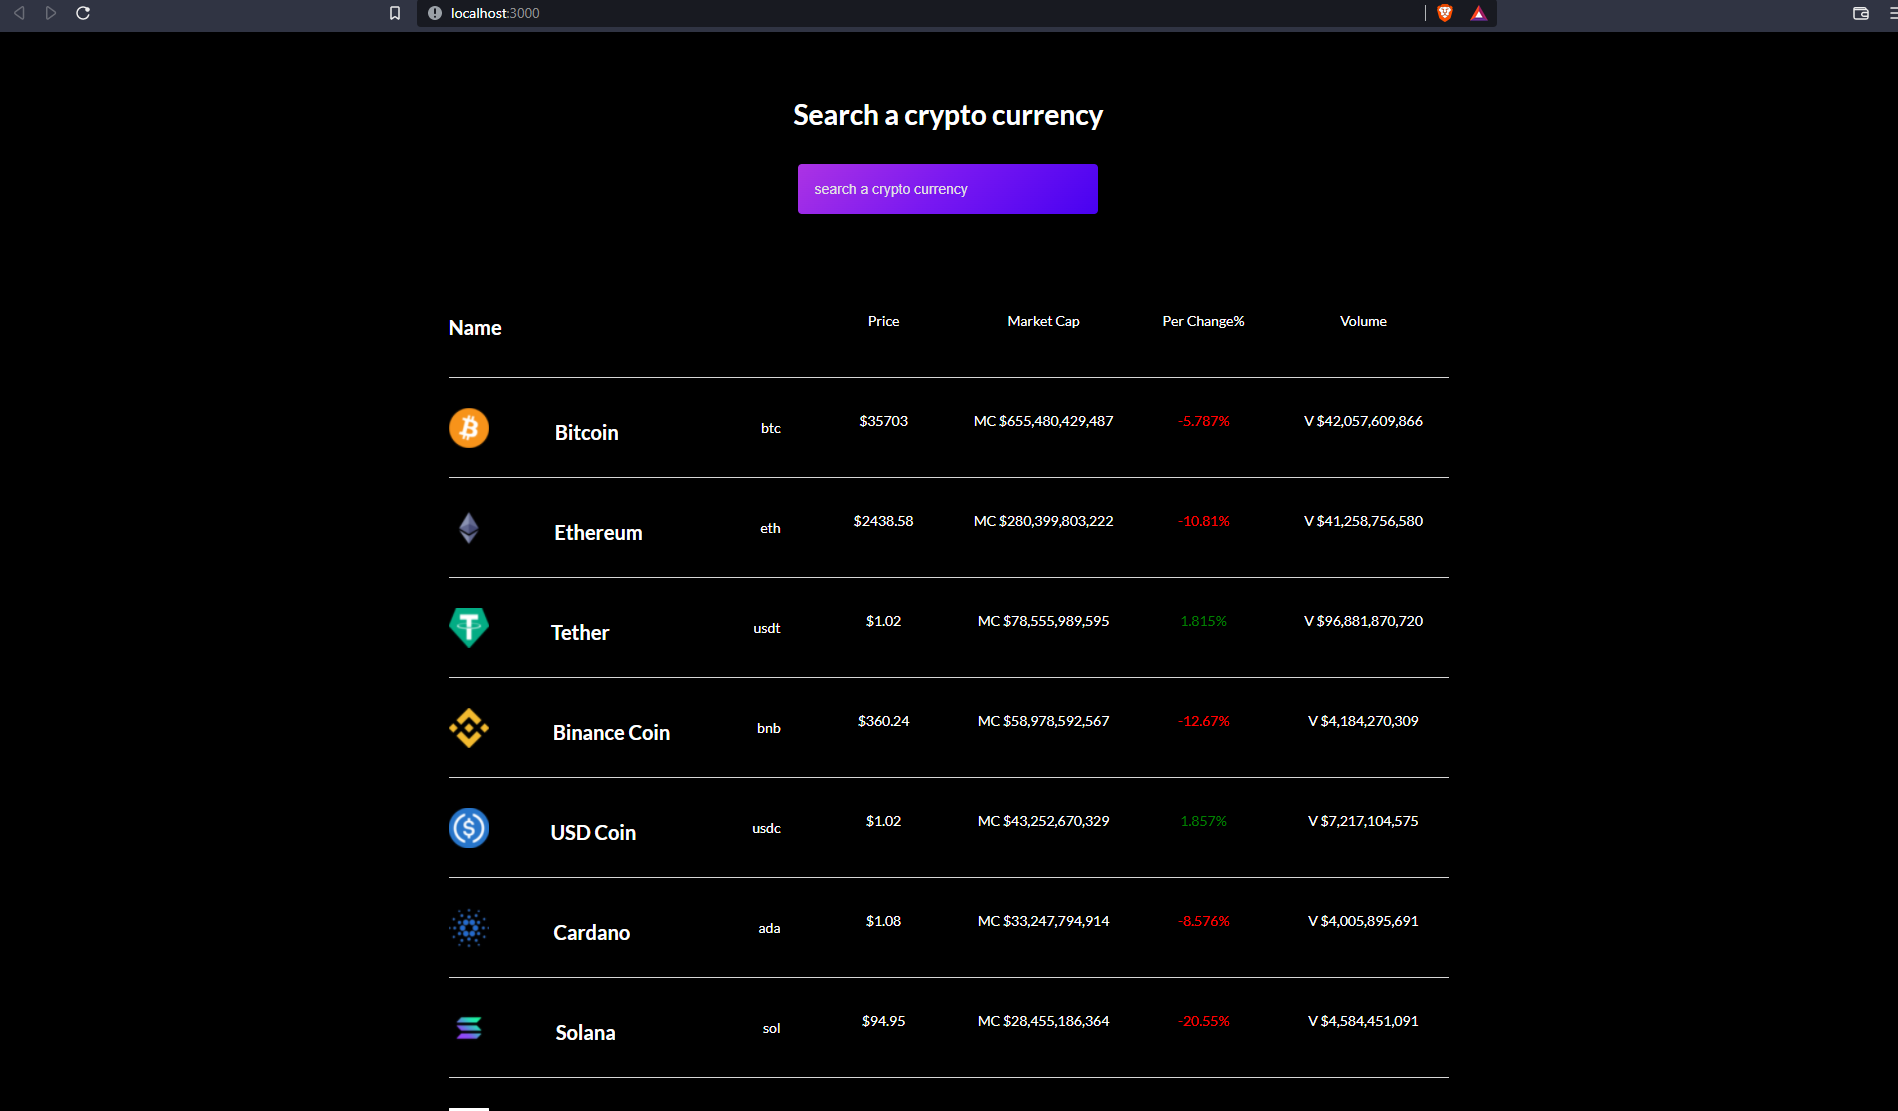 localhost:3000
Search a crypto currency
search a crypto currency
Name Price Market Cap Per Change% Volume
Bitcoin btc $35703 MC $655,480,429,487 -5.787% V $42,057,609,866
Ethereum eth $2438.58 MC $280,399,803,222 -10.81% V $41,258,756,580
Tether usdt $1.02 MC $78,555,989,595 1.815% V $96,881,870,720
Binance Coin bnb $360.24 MC $58,978,592,567 -12.67% V $4,184,270,309
USD Coin usdc $1.02 MC $43,252,670,329 1.857% V $7,217,104,575
Cardano ada $1.08 MC $33,247,794,914 -8.576% V $4,005,895,691
Solana sol $94.95 MC $28,455,186,364 -20.55% V $4,584,451,091